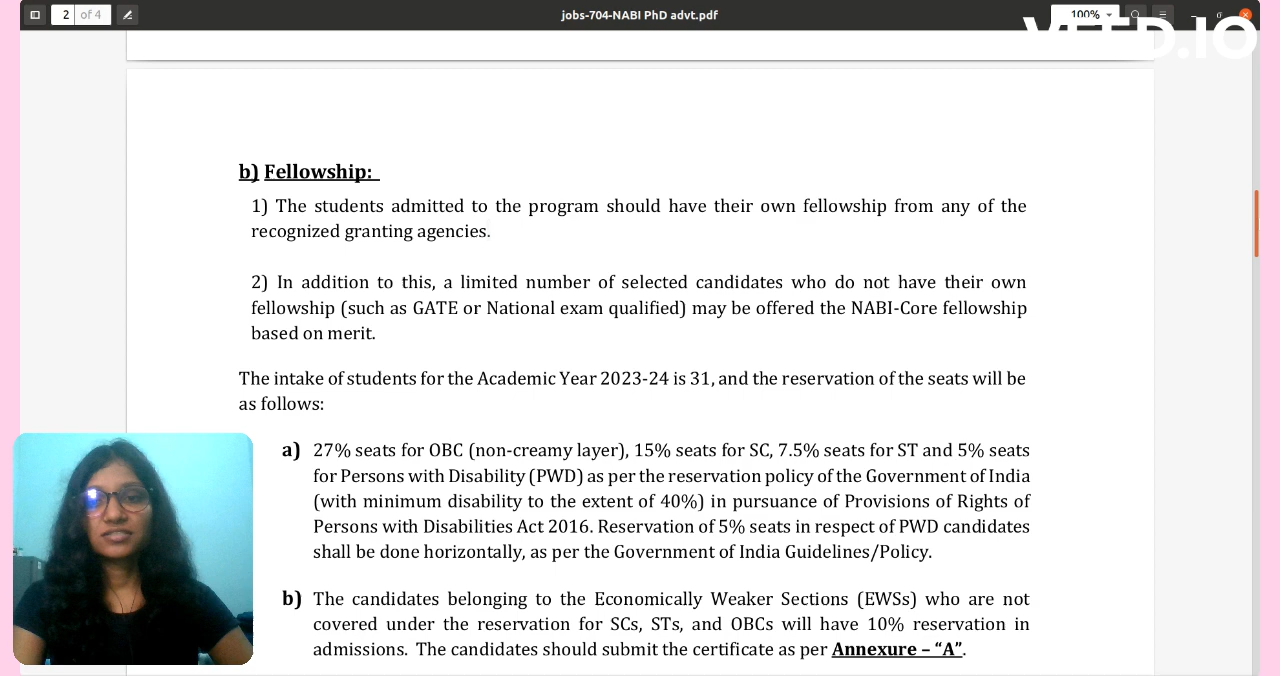 2 of 4
jobs-704-NABI PhD advt.pdf
100%
VEED.IO
b) Fellowship:
1) The students admitted to the program should have their own fellowship from any of the
recognized granting agencies.
2) In addition to this, a limited number of selected candidates who do not have their own
fellowship (such as GATE or National exam qualified) may be offered the NABI-Core fellowship
based on merit.
The intake of students for the Academic Year 2023-24 is 31, and the reservation of the seats will be
as follows:
a) 27% seats for OBC (non-creamy layer), 15% seats for SC, 7.5% seats for ST and 5% seats
for Persons with Disability (PWD) as per the reservation policy of the Government of India
(with minimum disability to the extent of 40%) in pursuance of Provisions of Rights of
Persons with Disabilities Act 2016. Reservation of 5% seats in respect of PWD candidates
shall be done horizontally, as per the Government of India Guidelines/Policy.
b) The candidates belonging to the Economically Weaker Sections (EWSs) who are not
covered under the reservation for SCs, STs, and OBCs will have 10% reservation in
admissions. The candidates should submit the certificate as per Annexure – “A”.